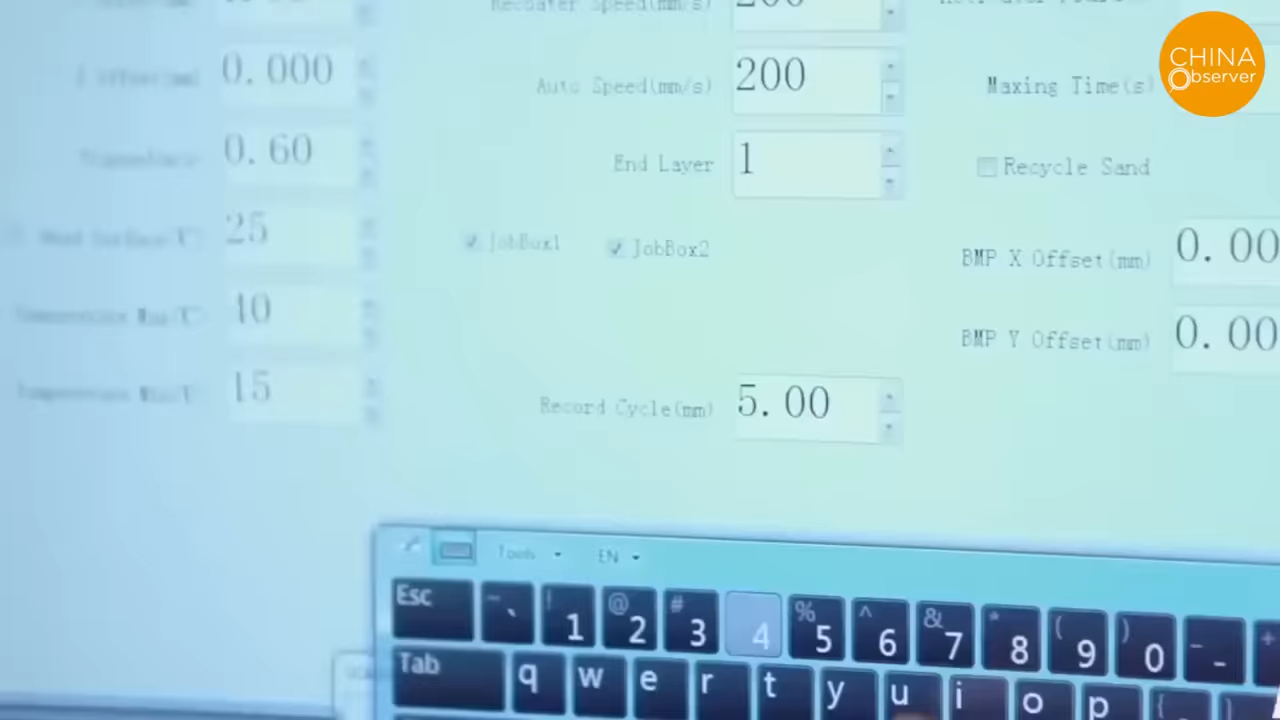 CHINA
Observer
200
0.000
Auto Speed(mm/s)
200
Maxing Time(s)
0.60
End Layer
1
Recycle Sand
25
JobBox1
JobBox2
BMP X Offset(mm)
0.00
10
BMP Y Offset(mm)
0.00
15
Record Cycle(mm)
5.00
Tools
EN
Esc
~ `
! 1
@ 2
# 3
4
% 5
^ 6
& 7
* 8
( 9
) 0
_ -
+
Tab
q w e r t y u i o p { }